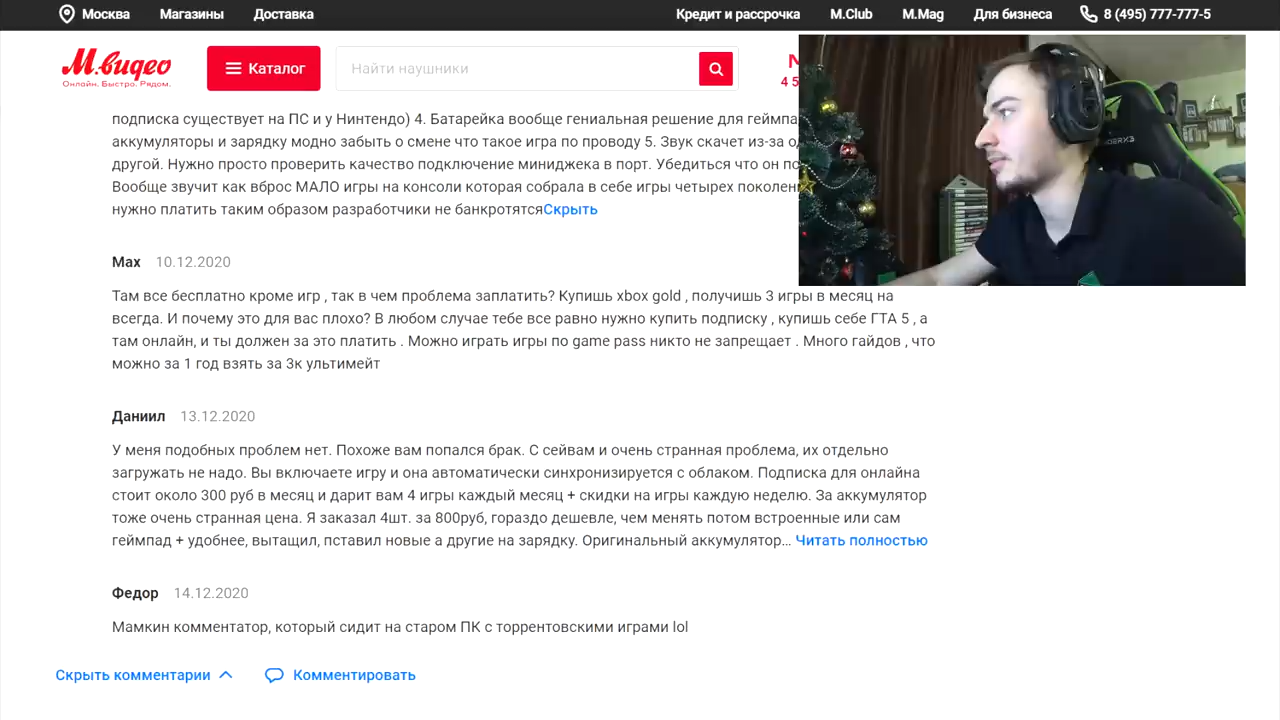 Москва Магазины Доставка Кредит и рассрочка M.Club M.Mag Для бизнеса 8 (495) 777-777-5
М.видео
Онлайн. Быстро. Рядом.
Каталог
Найти наушники
4 5
подписка существует на ПС и у Нинтендо) 4. Батарейка вообще гениальная решение для геймпа
аккумуляторы и зарядку модно забыть о смене что такое игра по проводу 5. Звук скачет из-за
другой. Нужно просто проверить качество подключение миниджека в порт. Убедиться что он
Вообще звучит как вброс МАЛО игры на консоли которая собрала в себе игры четырех
нужно платить таким образом разработчики не банкротятсяСкрыть
Max 10.12.2020
Там все бесплатно кроме игр , так в чем проблема заплатить? Купишь xbox gold , получишь 3 игры в месяц на
всегда. И почему это для вас плохо? В любом случае тебе все равно нужно купить подписку , купишь себе ГТА 5 , а
там онлайн, и ты должен за это платить . Можно играть игры по game pass никто не запрещает . Много гайдов , что
можно за 1 год взять за 3к ультимейт
Даниил 13.12.2020
У меня подобных проблем нет. Похоже вам попался брак. С сейвам и очень странная проблема, их отдельно
загружать не надо. Вы включаете игру и она автоматически синхронизируется с облаком. Подписка для онлайна
стоит около 300 руб в месяц и дарит вам 4 игры каждый месяц + скидки на игры каждую неделю. За аккумулятор
тоже очень странная цена. Я заказал 4шт. за 800руб, гораздо дешевле, чем менять потом встроенные или сам
геймпад + удобнее, вытащил, пставил новые а другие на зарядку. Оригинальный аккумулятор... Читать полностью
Федор 14.12.2020
Мамкин комментатор, который сидит на старом ПК с торрентовскими играми lol
Скрыть комментарии Комментировать